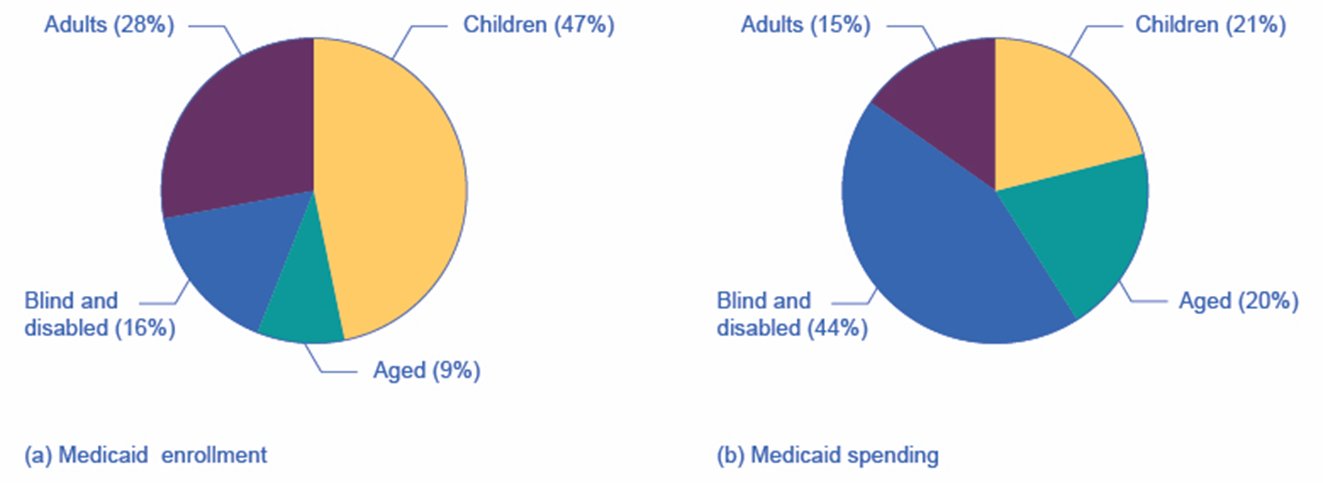 Adults (28%)
Children (47%)
Blind and
disabled (16%)
Aged (9%)
(a) Medicaid enrollment
Adults (15%)
Children (21%)
Blind and
disabled (44%)
Aged (20%)
(b) Medicaid spending